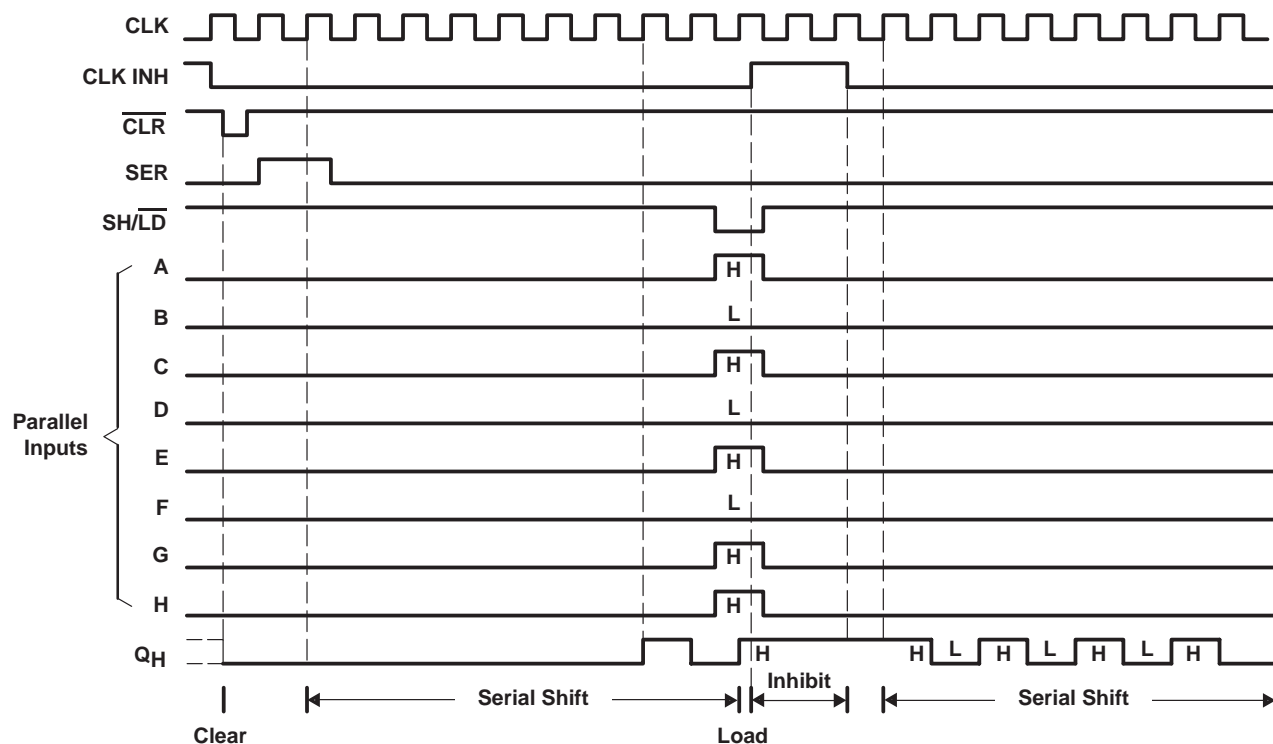 CLK
CLK INH
CLR
SER
SH/LD
A
H
B
L
C
H
D
L
Parallel
Inputs
E
H
F
L
G
H
H
H
QH
H
H
L
H
L
H
L
H
Inhibit
Serial Shift
Serial Shift
Clear
Load